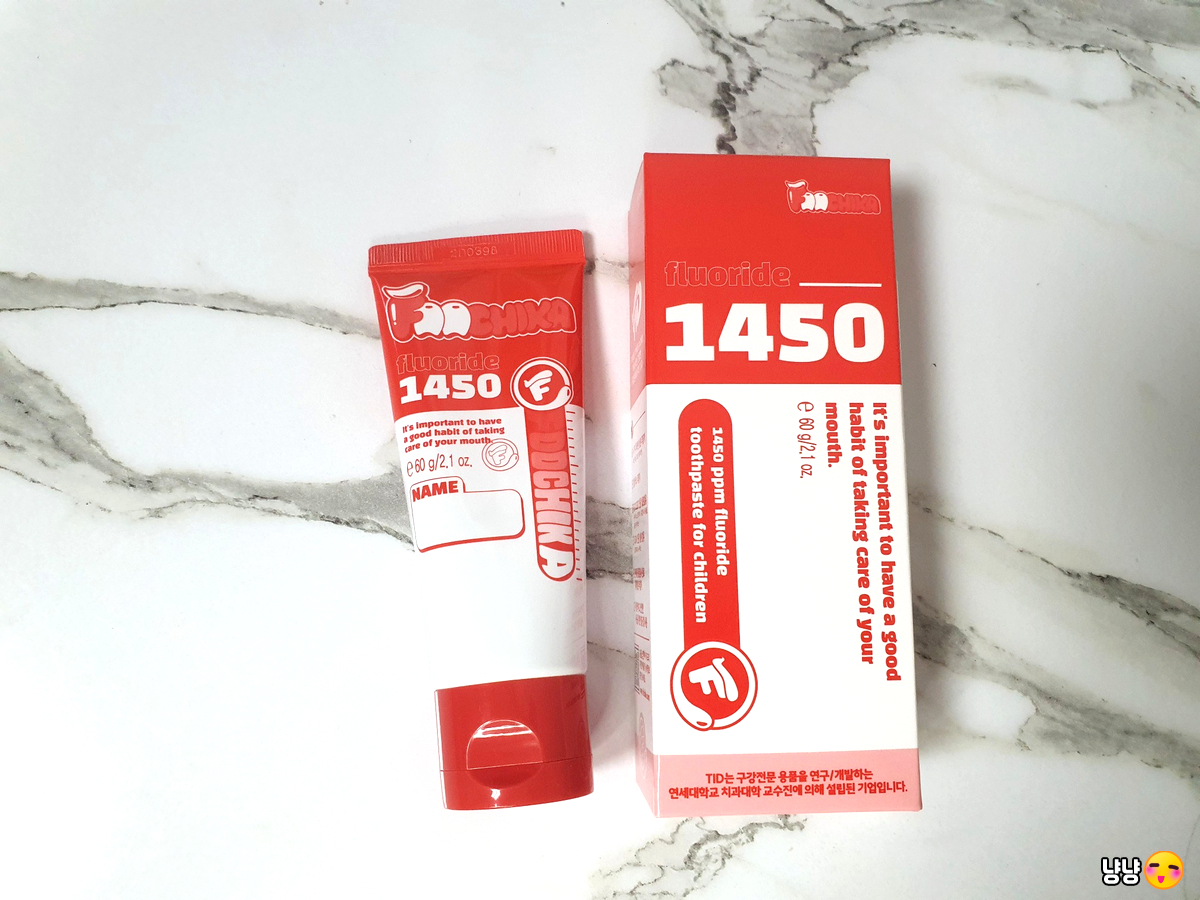 FOOCHIKA
fluoride
1450
It's important to have
a good habit of taking
care of your mouth.
e 60 g/2.1 oz.
NAME
F
OOCHIKA
FOOCHIKA
fluoride
1450
It's important to have a good
habit of taking care of your
mouth.
e 60 g/2.1 oz.
1450 ppm fluoride
toothpaste for children
F
TID는 구강전문 용품을 연구/개발하는
연세대학교 치과대학 교수진에 의해 설립된 기업입니다.
냥냥